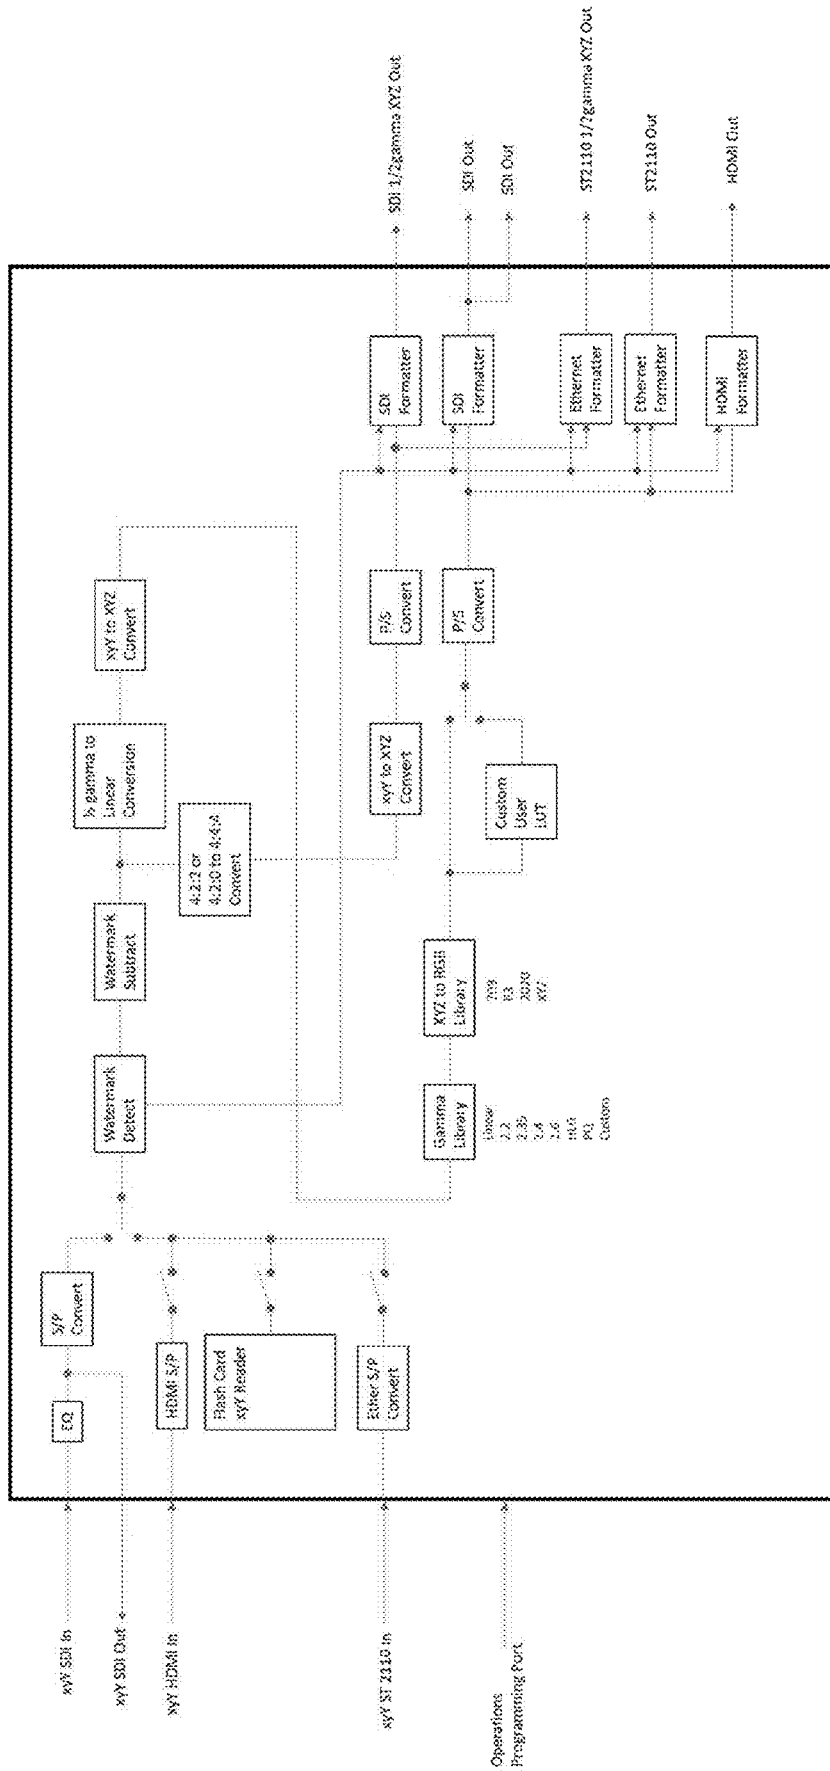 xyY SDI In
xyY SDI Out
xyY HDMI In
xyY ST 2110 In
Operations
Programming Port
EQ
S/P
Convert
HDMI S/P
Flash Card
xyY Reader
Ether S/P
Convert
Watermark
Detect
Watermark
Subtract
½ gamma to
Linear
Conversion
xyY to XYZ
Convert
4:2:2 or
4:2:0 to 4:4:4
Convert
xyY to XYZ
Convert
P/S
Convert
Gamma
Library
Linear
2.2
2.35
2.4
2.6
HLG
PQ
Custom
XYZ to RGB
Library
709
P3
2020
XYZ
Custom
User
LUT
P/S
Convert
SDI
Formatter
SDI
Formatter
Ethernet
Formatter
Ethernet
Formatter
HDMI
Formatter
SDI 1/2gamma XYZ Out
SDI Out
SDI Out
ST2110 1/2gamma XYZ Out
ST2110 Out
HDMI Out